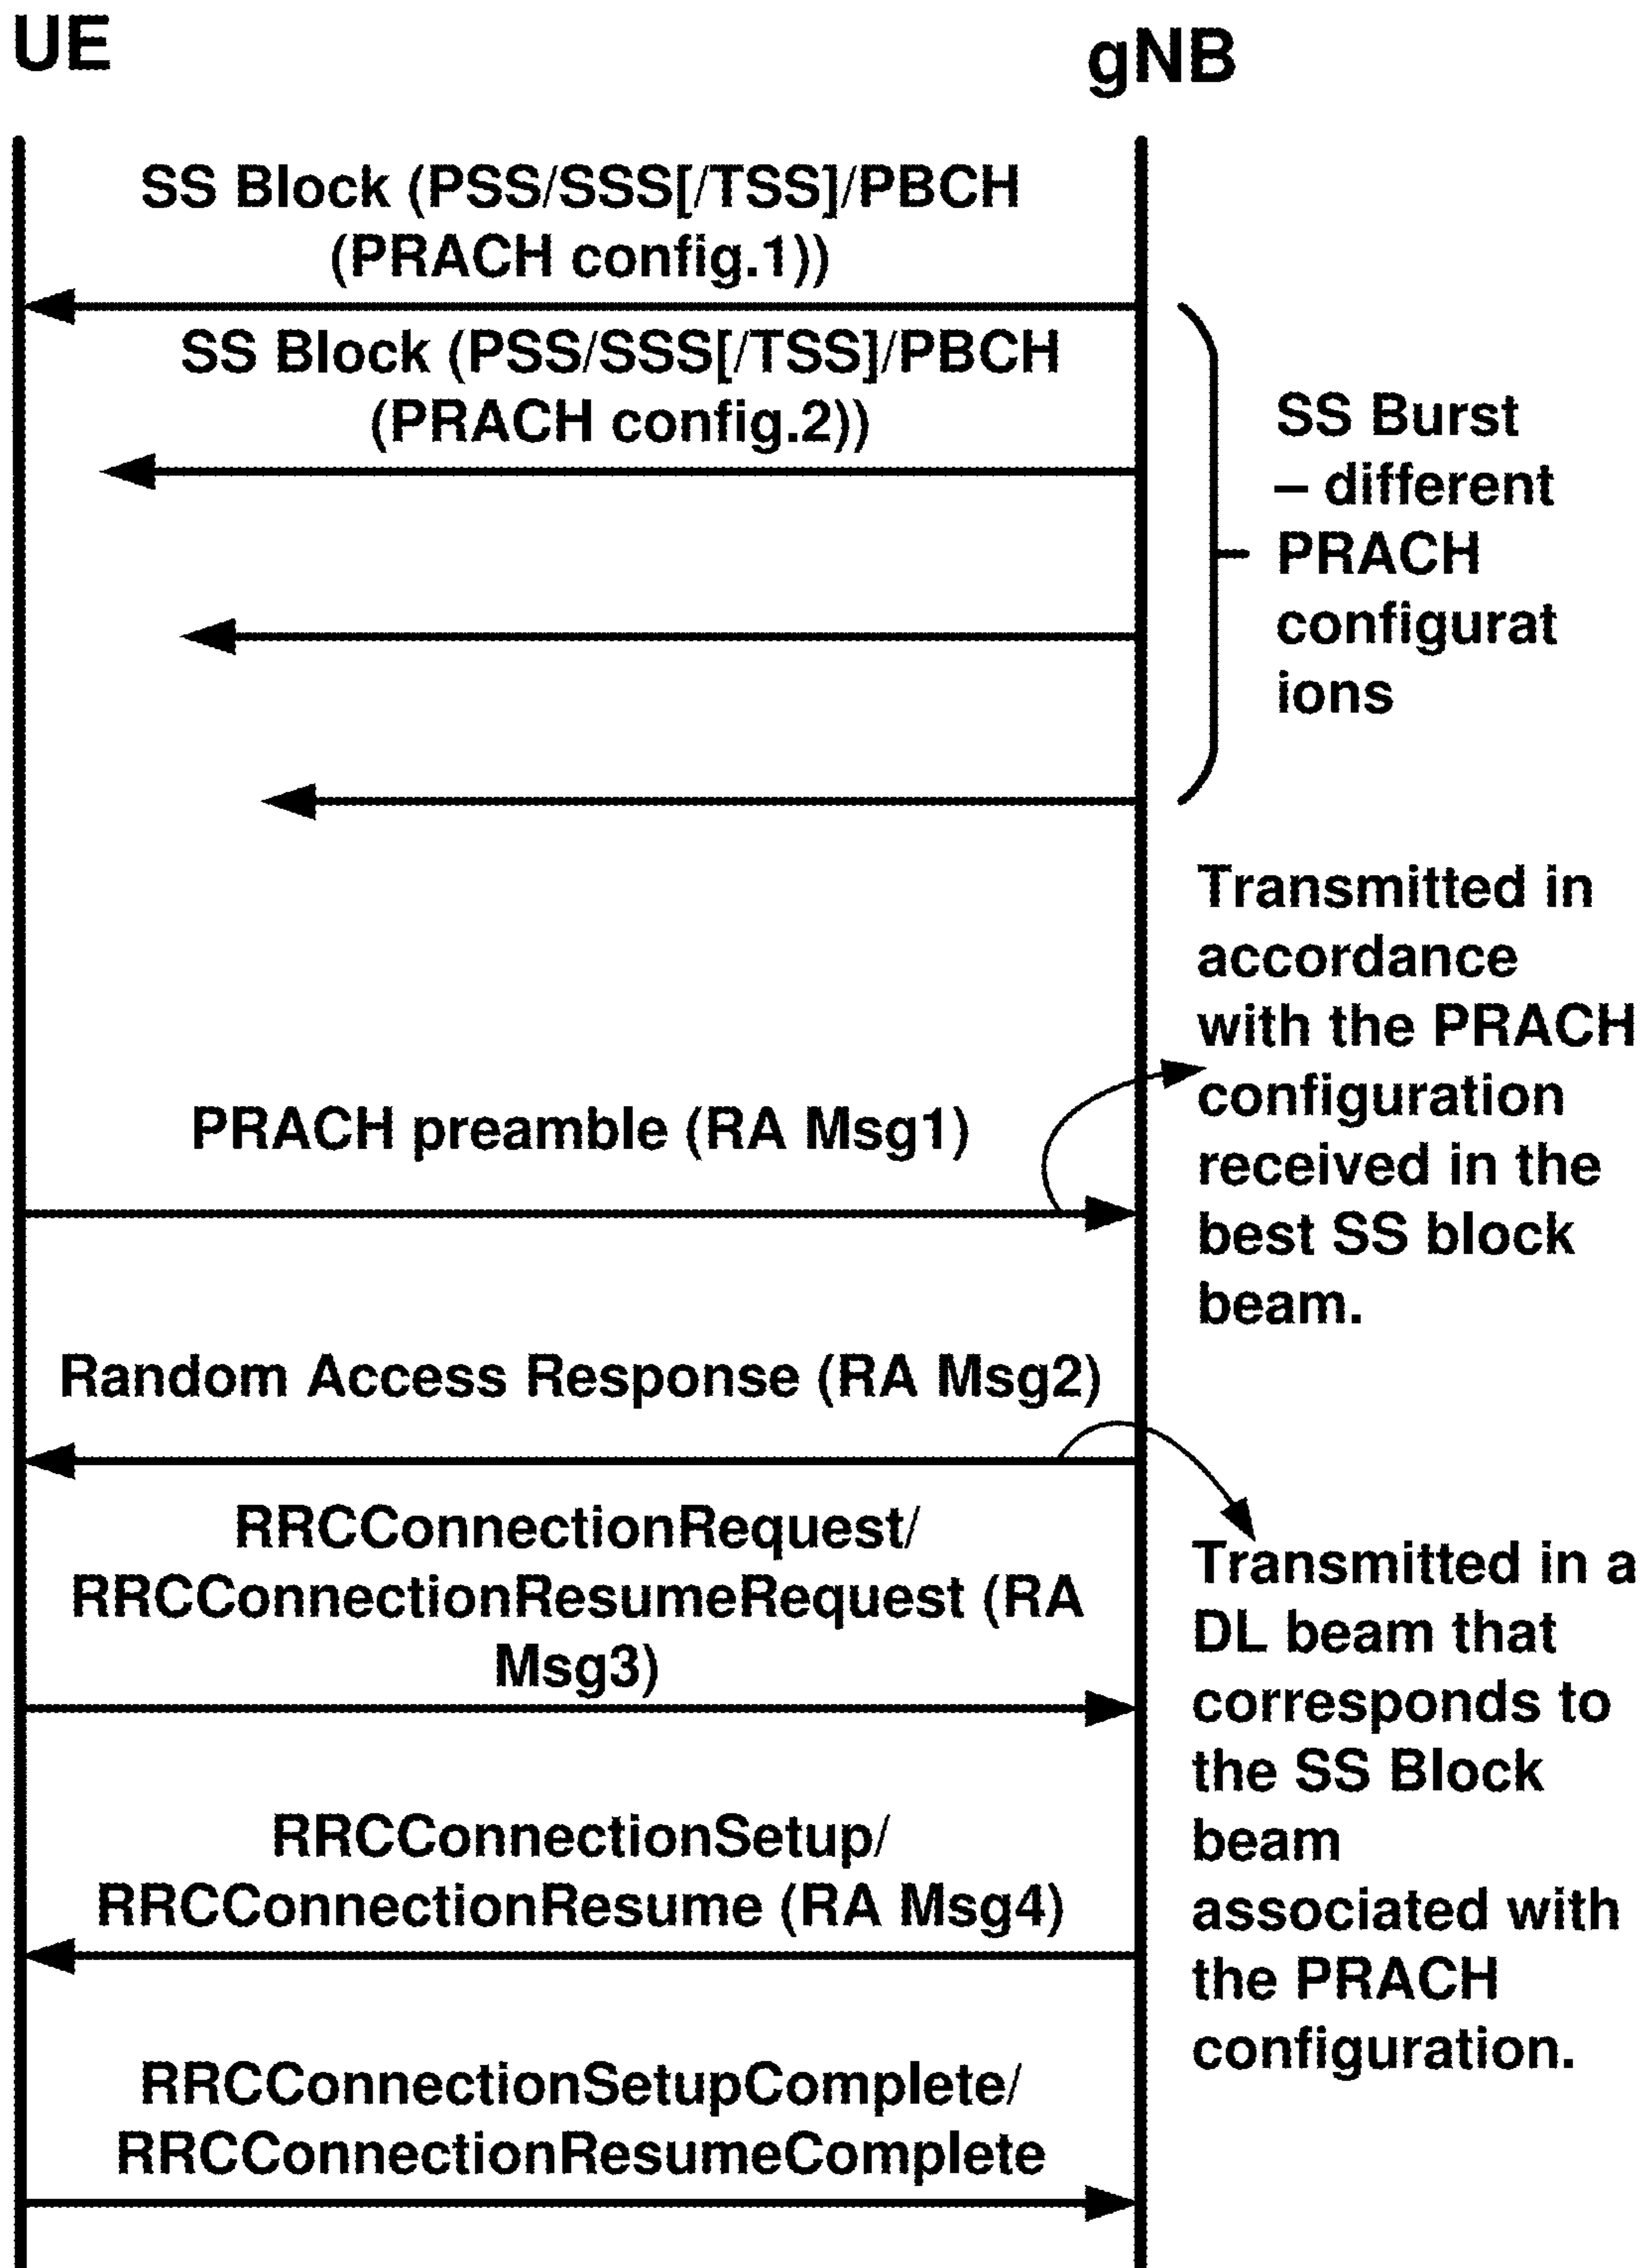 UE
gNB
SS Block (PSS/SSS[/TSS]/PBCH
(PRACH config.1))
SS Block (PSS/SSS[/TSS]/PBCH
(PRACH config.2))
SS Burst
– different
PRACH
configurat
ions
Transmitted in
accordance
with the PRACH
configuration
received in the
best SS block
beam.
PRACH preamble (RA Msg1)
Random Access Response (RA Msg2)
RRCConnectionRequest/
RRCConnectionResumeRequest (RA
Msg3)
Transmitted in a
DL beam that
corresponds to
the SS Block
beam
associated with
the PRACH
configuration.
RRCConnectionSetup/
RRCConnectionResume (RA Msg4)
RRCConnectionSetupComplete/
RRCConnectionResumeComplete